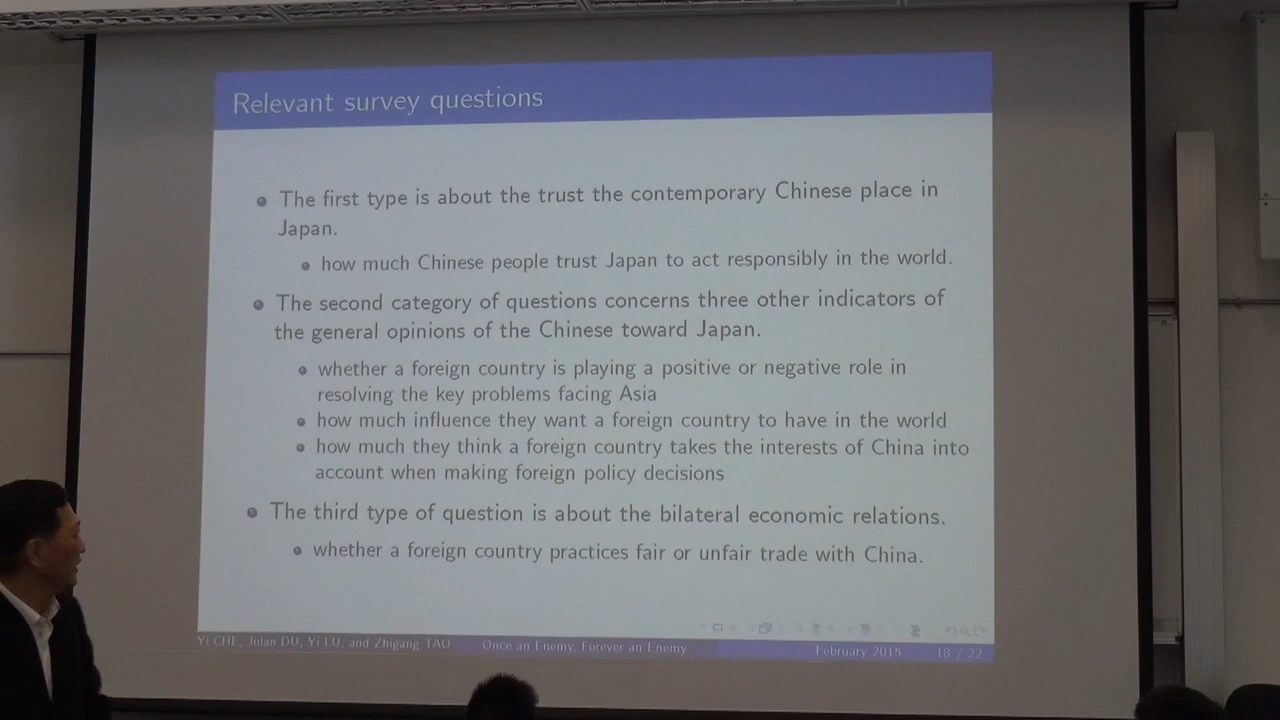 Relevant survey questions
The first type is about the trust the contemporary Chinese place in
Japan.
how much Chinese people trust Japan to act responsibly in the world.
The second category of questions concerns three other indicators of
the general opinions of the Chinese toward Japan.
whether a foreign country is playing a positive or negative role in
resolving the key problems facing Asia
how much influence they want a foreign country to have in the world
how much they think a foreign country takes the interests of China into
account when making foreign policy decisions
The third type of question is about the bilateral economic relations.
whether a foreign country practices fair or unfair trade with China.
Yi CHE, Julan DU, Yi LU, and Zhigang TAO Once an Enemy, Forever an Enemy February 2015 18 / 22